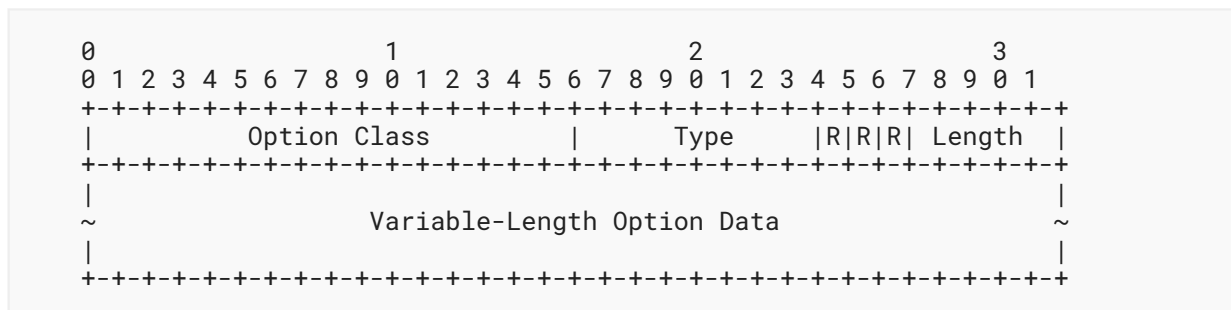 0                   1                   2                   3
 0 1 2 3 4 5 6 7 8 9 0 1 2 3 4 5 6 7 8 9 0 1 2 3 4 5 6 7 8 9 0 1
+-+-+-+-+-+-+-+-+-+-+-+-+-+-+-+-+-+-+-+-+-+-+-+-+-+-+-+-+-+-+-+-+
|          Option Class         |      Type     |R|R|R| Length  |
+-+-+-+-+-+-+-+-+-+-+-+-+-+-+-+-+-+-+-+-+-+-+-+-+-+-+-+-+-+-+-+-+
|                                                               |
~                  Variable-Length Option Data                  ~
|                                                               |
+-+-+-+-+-+-+-+-+-+-+-+-+-+-+-+-+-+-+-+-+-+-+-+-+-+-+-+-+-+-+-+-+